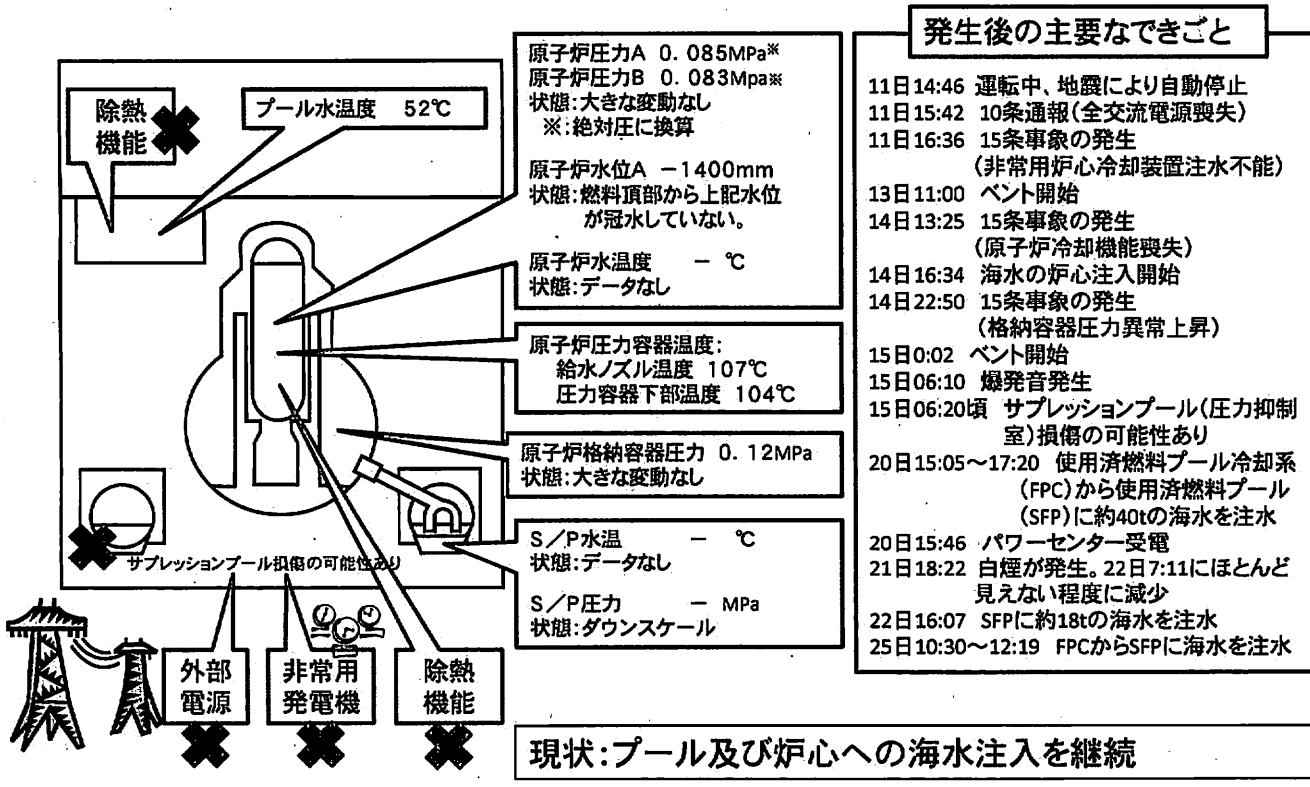 除熱
機能
プール水温度　52℃
原子炉圧力A　0．085MPa※
原子炉圧力B　0．083Mpa※
状態：大きな変動なし
※：絶対圧に換算
原子炉水位A　－1400mm
状態：燃料頂部から上記水位
が冠水していない。
原子炉水温度　　－　℃
状態：データなし
原子炉圧力容器温度：
給水ノズル温度　107℃
圧力容器下部温度　104℃
原子炉格納容器圧力　0．12MPa
状態：大きな変動なし
S／P水温　　－　℃
状態：データなし
S／P圧力　　－　MPa
状態：ダウンスケール
サプレッションプール損傷の可能性あり
外部
電源
非常用
発電機
除熱
機能
発生後の主要なできごと
11日14:46　運転中、地震により自動停止
11日15:42　10条通報（全交流電源喪失）
11日16:36　15条事象の発生
（非常用炉心冷却装置注水不能）
13日11:00　ベント開始
14日13:25　15条事象の発生
（原子炉冷却機能喪失）
14日16:34　海水の炉心注入開始
14日22:50　15条事象の発生
（格納容器圧力異常上昇）
15日0:02　ベント開始
15日06:10　爆発音発生
15日06:20頃　サプレッションプール（圧力抑制
室）損傷の可能性あり
20日15:05～17:20　使用済燃料プール冷却系
（FPC）から使用済燃料プール
（SFP）に約40tの海水を注水
20日15:46　パワーセンター受電
21日18:22　白煙が発生。22日7:11にほとんど
見えない程度に減少
22日16:07　SFPに約18tの海水を注水
25日10:30～12:19　FPCからSFPに海水を注水
現状：プール及び炉心への海水注入を継続